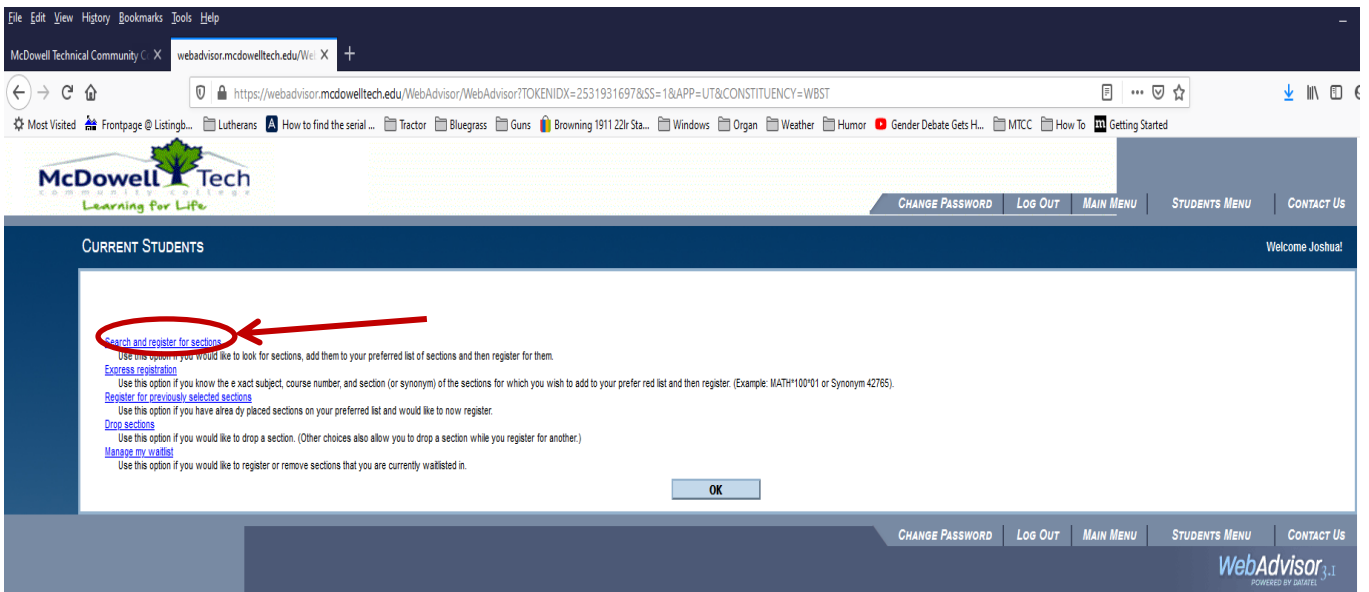 File Edit View History Bookmarks Tools Help
McDowell Technical Community C webadvisor.mcdowelltech.edu/We
https://webadvisor.mcdowelltech.edu/WebAdvisor/WebAdvisor?TOKENIDX=2531931697&SS=1&APP=UT&CONSTITUENCY=WBST
Most Visited Frontpage @ Listingb... Lutherans How to find the serial ... Tractor Bluegrass Guns Browning 1911 22lr Sta... Windows Organ Weather Humor Gender Debate Gets H... MTCC How To Getting Started
McDowell Tech
community college
Learning for Life
CHANGE PASSWORD LOG OUT MAIN MENU STUDENTS MENU CONTACT US
CURRENT STUDENTS Welcome Joshua!
Search and register for sections
Use this option if you would like to look for sections, add them to your preferred list of sections and then register for them.
Express registration
Use this option if you know the e xact subject, course number, and section (or synonym) of the sections for which you wish to add to your prefer red list and then register. (Example: MATH*100*01 or Synonym 42765).
Register for previously selected sections
Use this option if you have alrea dy placed sections on your preferred list and would like to now register.
Drop sections
Use this option if you would like to drop a section. (Other choices also allow you to drop a section while you register for another.)
Manage my waitlist
Use this option if you would like to register or remove sections that you are currently waitlisted in.
OK
CHANGE PASSWORD LOG OUT MAIN MENU STUDENTS MENU CONTACT US
WebAdvisor 3.1
POWERED BY DATATEL